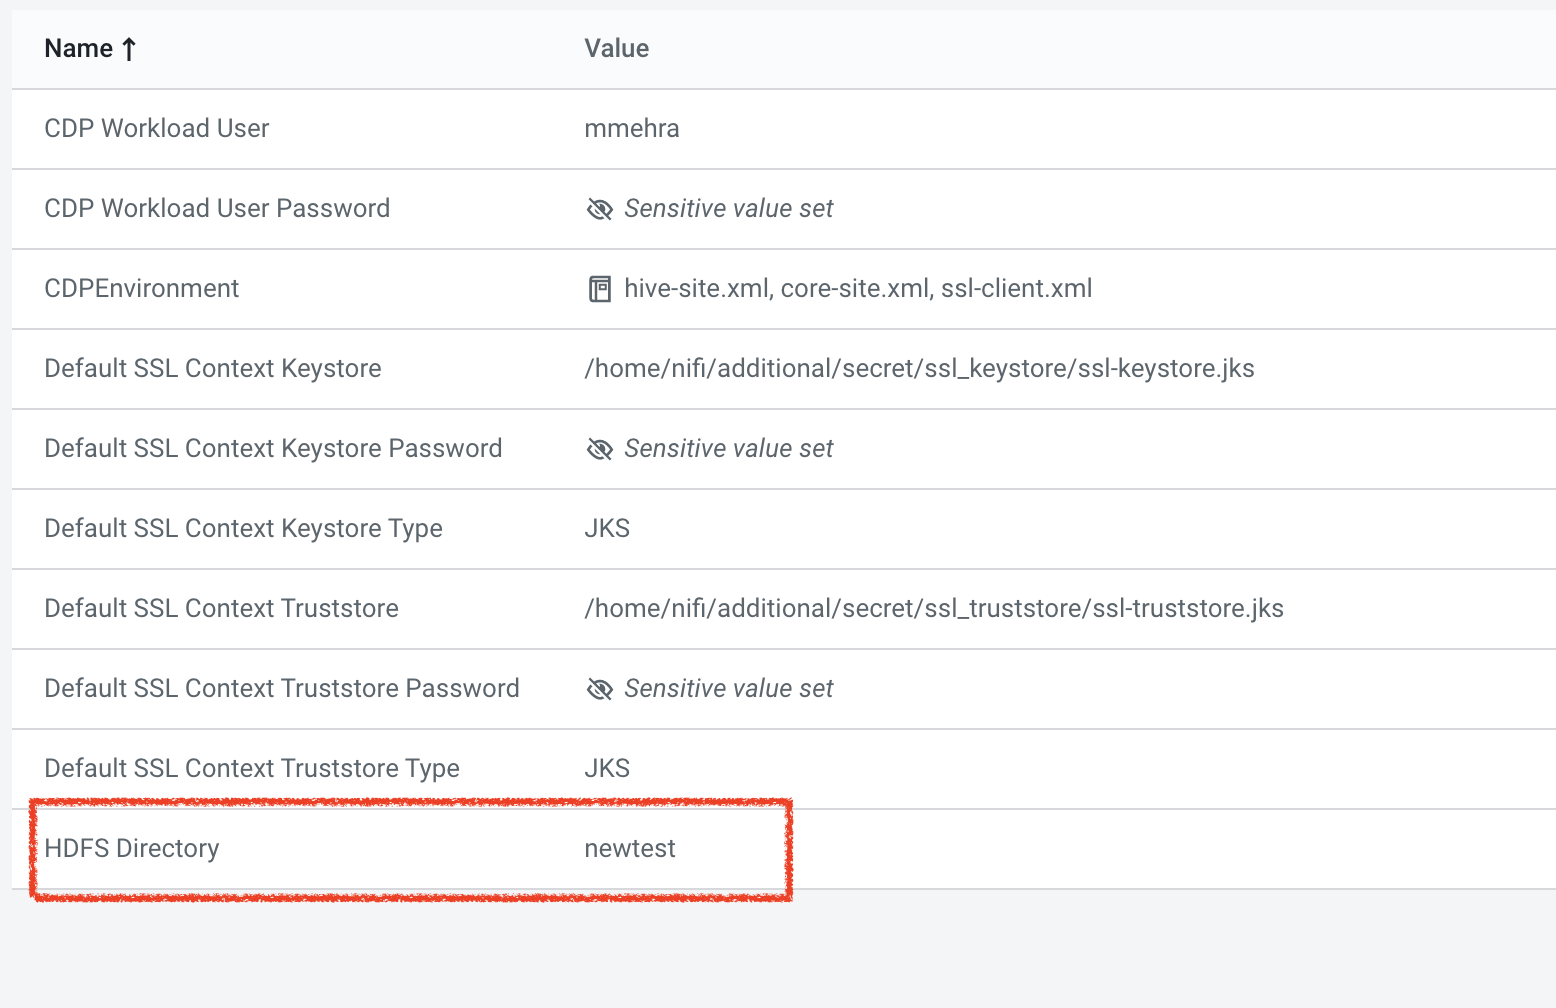 Name ↑ Value
CDP Workload User mmehra
CDP Workload User Password Sensitive value set
CDPEnvironment hive-site.xml, core-site.xml, ssl-client.xml
Default SSL Context Keystore /home/nifi/additional/secret/ssl_keystore/ssl-keystore.jks
Default SSL Context Keystore Password Sensitive value set
Default SSL Context Keystore Type JKS
Default SSL Context Truststore /home/nifi/additional/secret/ssl_truststore/ssl-truststore.jks
Default SSL Context Truststore Password Sensitive value set
Default SSL Context Truststore Type JKS
HDFS Directory newtest